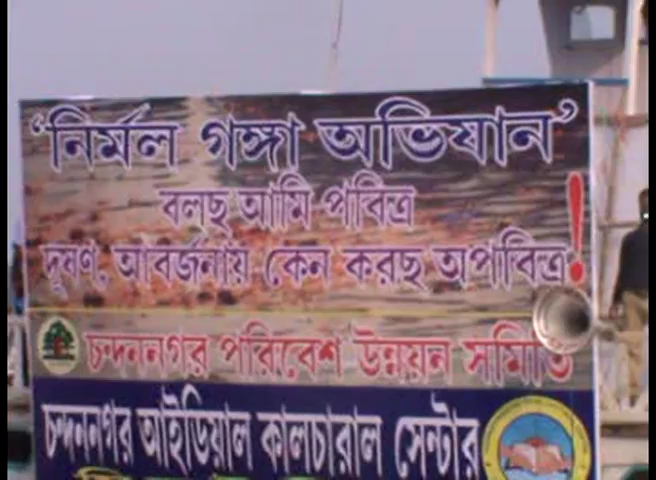 'নির্মল গঙ্গা অভিযান'
বলছ আমি পবিত্র
দূষণ, আবর্জনায় কেন করছ অপবিত্র!
চন্দননগর পরিবেশ উন্নয়ন সমিতি
চন্দননগর আইডিয়াল কালচারাল সেন্টার